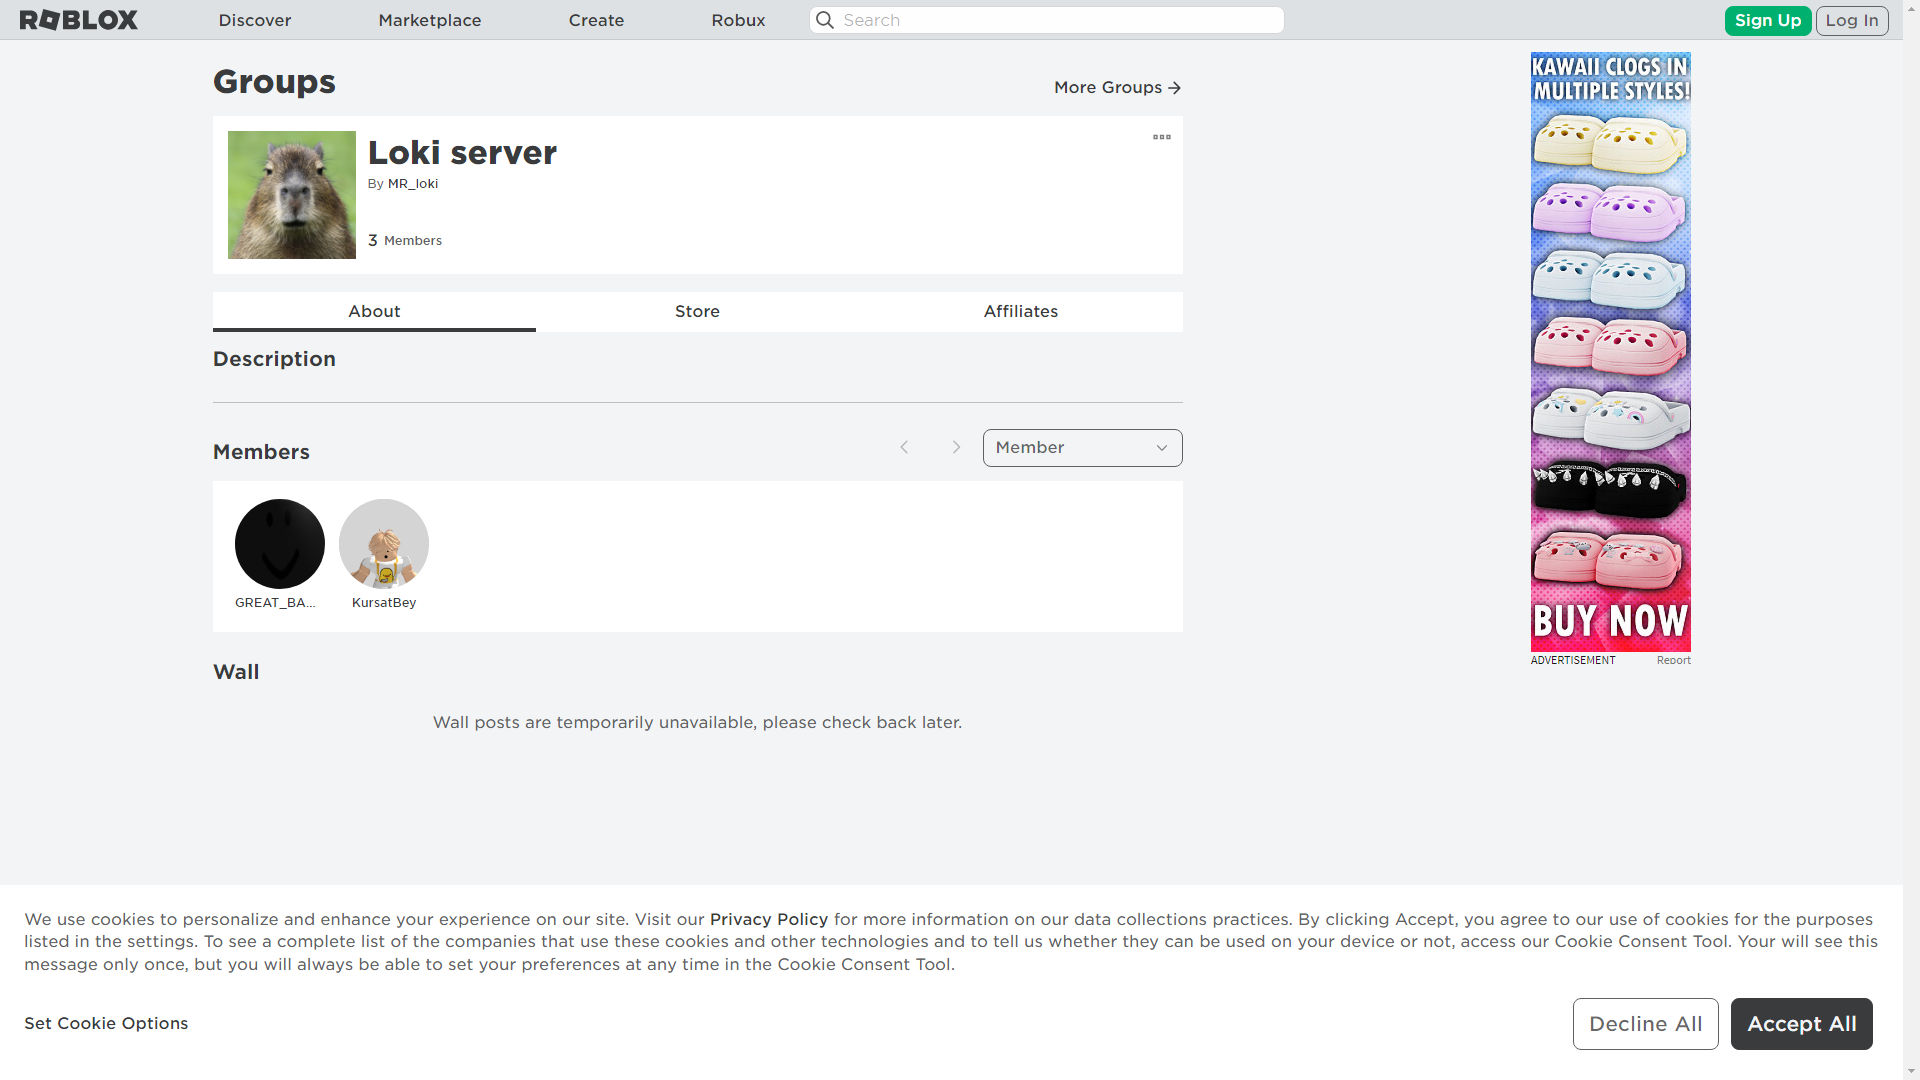 ROBLOX
Discover
Marketplace
Create
Robux
Search
Sign Up
Log In
Groups
More Groups
Loki server
By MR_loki
3 Members
About
Store
Affiliates
Description
Members
Member
GREAT_BA...
KursatBey
Wall
Wall posts are temporarily unavailable, please check back later.
KAWAII CLOGS IN
MULTIPLE STYLES!
BUY NOW
ADVERTISEMENT
Report
We use cookies to personalize and enhance your experience on our site. Visit our Privacy Policy for more information on our data collections practices. By clicking Accept, you agree to our use of cookies for the purposes
listed in the settings. To see a complete list of the companies that use these cookies and other technologies and to tell us whether they can be used on your device or not, access our Cookie Consent Tool. Your will see this
message only once, but you will always be able to set your preferences at any time in the Cookie Consent Tool.
Set Cookie Options
Decline All
Accept All